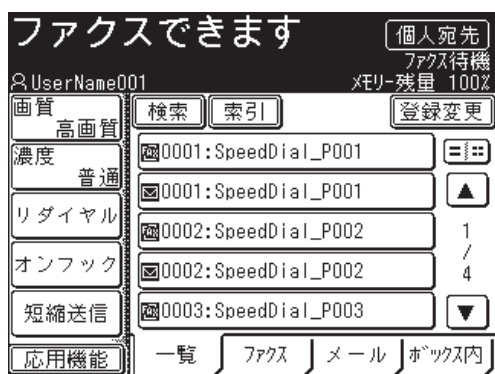 ファクスできます
個人宛先
ファクス待機
UserName001
メモリー残量 100%
画質
高画質
検索
索引
登録変更
濃度
普通
0001:SpeedDial_P001
0001:SpeedDial_P001
リダイヤル
0002:SpeedDial_P002
1
/
4
オンフック
0002:SpeedDial_P002
短縮送信
0003:SpeedDial_P003
応用機能
一覧
ファクス
メール
ボックス内